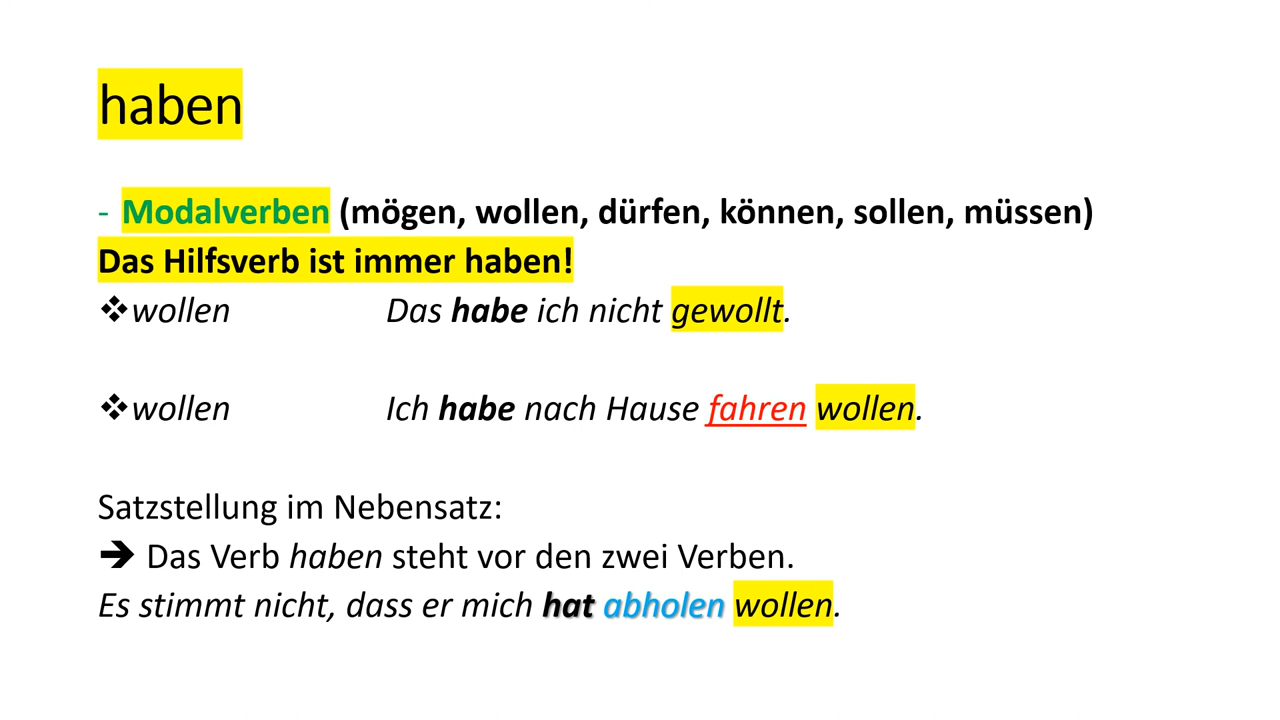 haben
- Modalverben (mögen, wollen, dürfen, können, sollen, müssen)
Das Hilfsverb ist immer haben!
❖wollen Das habe ich nicht gewollt.
❖wollen Ich habe nach Hause fahren wollen.
Satzstellung im Nebensatz:
➔ Das Verb haben steht vor den zwei Verben.
Es stimmt nicht, dass er mich hat abholen wollen.